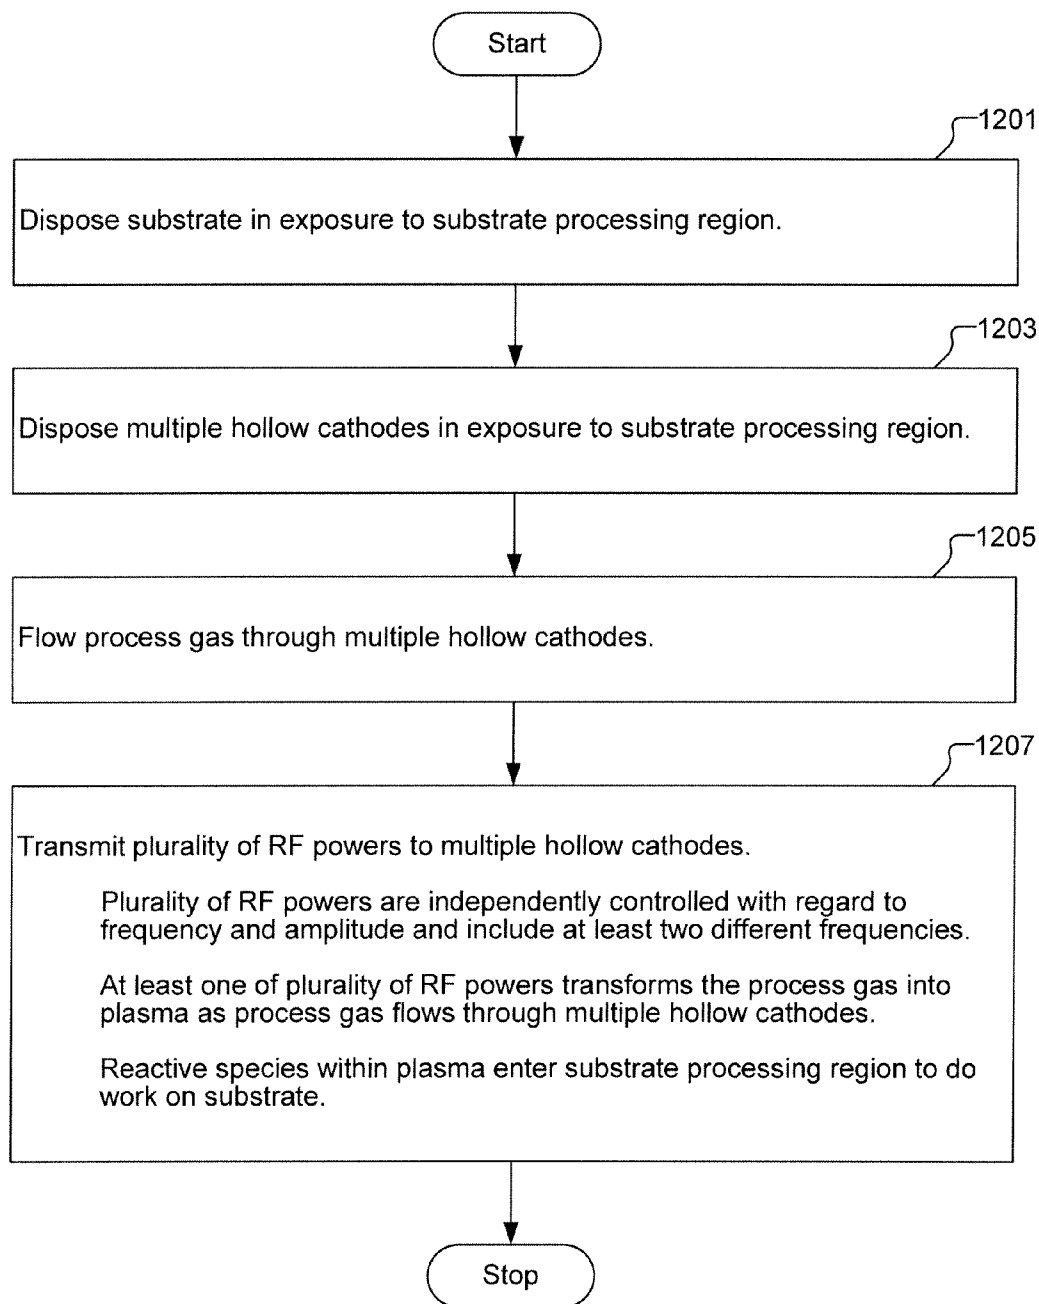 Start
1201
Dispose substrate in exposure to substrate processing region.
1203
Dispose multiple hollow cathodes in exposure to substrate processing region.
1205
Flow process gas through multiple hollow cathodes.
1207
Transmit plurality of RF powers to multiple hollow cathodes.
Plurality of RF powers are independently controlled with regard to
frequency and amplitude and include at least two different frequencies.
At least one of plurality of RF powers transforms the process gas into
plasma as process gas flows through multiple hollow cathodes.
Reactive species within plasma enter substrate processing region to do
work on substrate.
Stop